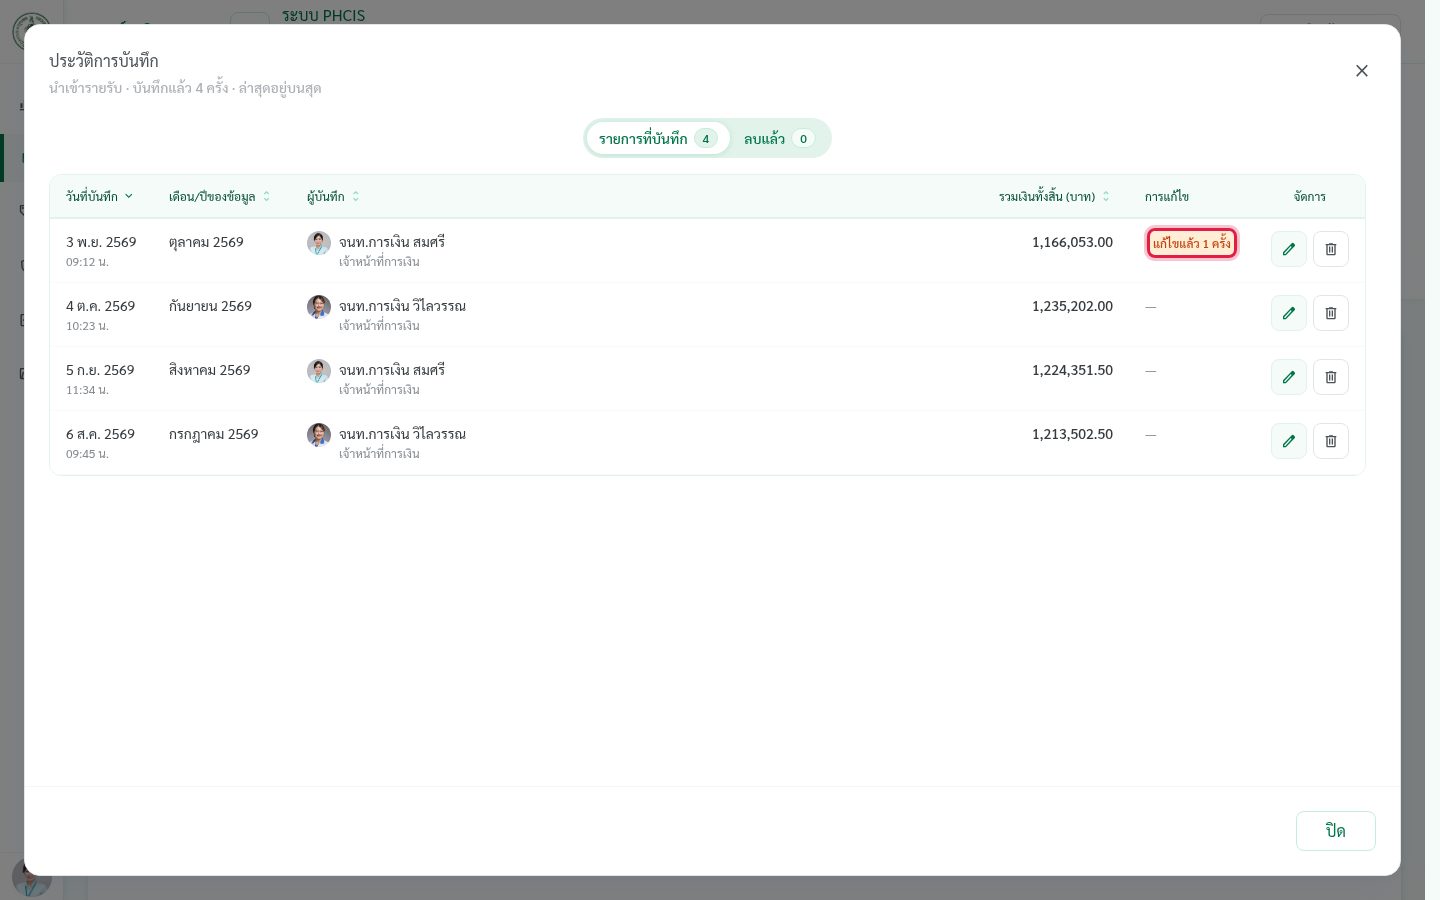 ระบบ PHCIS
ประวัติการบันทึก
นำเข้ารายรับ · บันทึกแล้ว 4 ครั้ง · ล่าสุดอยู่บนสุด
รายการที่บันทึก 4 ลบแล้ว 0
วันที่บันทึก เดือน/ปีของข้อมูล ผู้บันทึก รวมเงินทั้งสิ้น (บาท) การแก้ไข จัดการ
3 พ.ย. 2569 ตุลาคม 2569 จนท.การเงิน สมศรี 1,166,053.00 แก้ไขแล้ว 1 ครั้ง
09:12 น. เจ้าหน้าที่การเงิน
4 ต.ค. 2569 กันยายน 2569 จนท.การเงิน วิไลวรรณ 1,235,202.00 —
10:23 น. เจ้าหน้าที่การเงิน
5 ก.ย. 2569 สิงหาคม 2569 จนท.การเงิน สมศรี 1,224,351.50 —
11:34 น. เจ้าหน้าที่การเงิน
6 ส.ค. 2569 กรกฎาคม 2569 จนท.การเงิน วิไลวรรณ 1,213,502.50 —
09:45 น. เจ้าหน้าที่การเงิน
ปิด